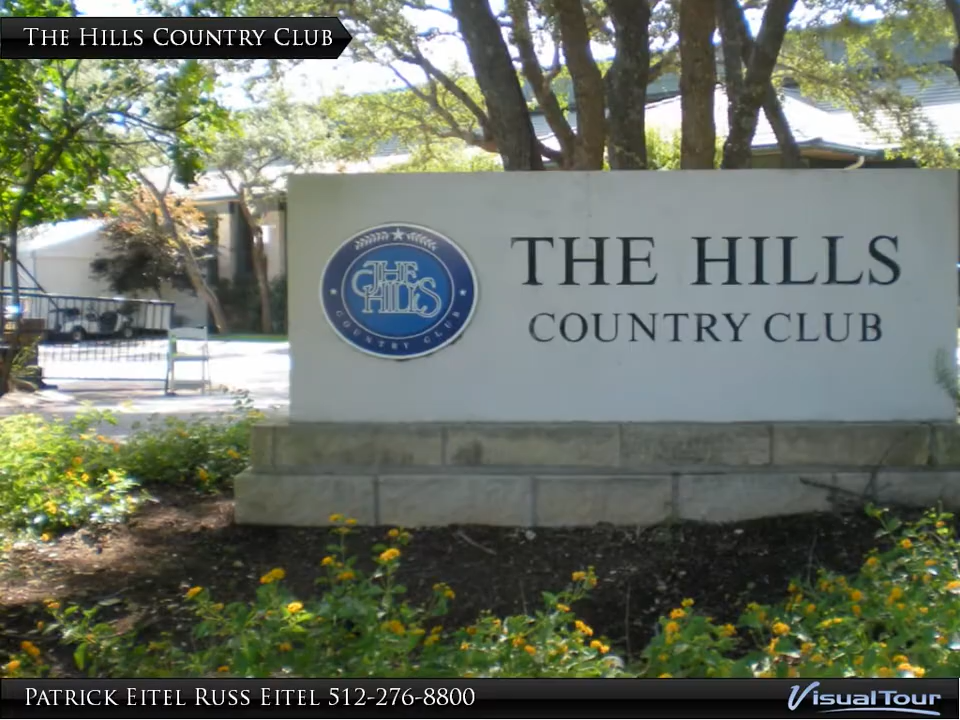 The Hills Country Club
THE HILLS
COUNTRY CLUB
THE
HILLS
COUNTRY CLUB
Patrick Eitel Russ Eitel 512-276-8800
VisualTour